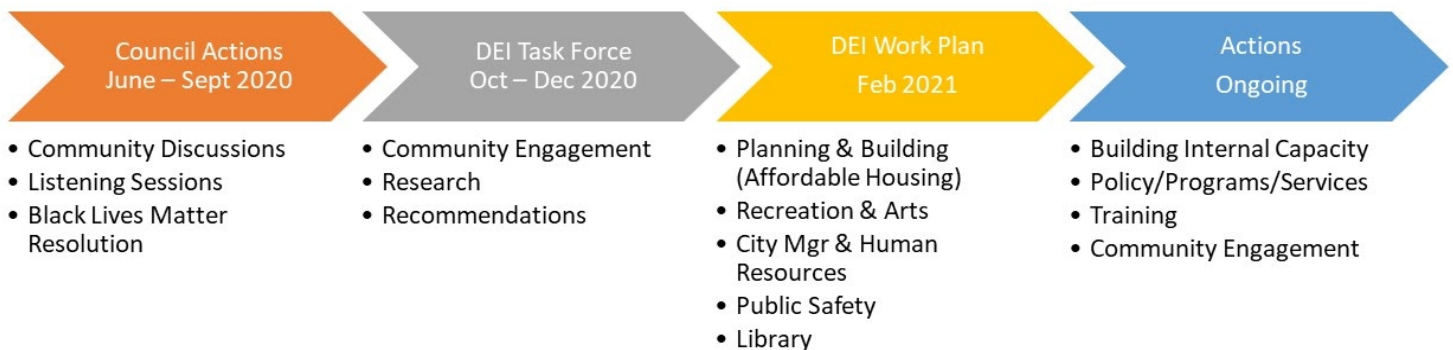 Council Actions
June – Sept 2020
• Community Discussions
• Listening Sessions
• Black Lives Matter
Resolution
DEI Task Force
Oct – Dec 2020
• Community Engagement
• Research
• Recommendations
DEI Work Plan
Feb 2021
• Planning & Building
(Affordable Housing)
• Recreation & Arts
• City Mgr & Human
Resources
• Public Safety
• Library
Actions
Ongoing
• Building Internal Capacity
• Policy/Programs/Services
• Training
• Community Engagement